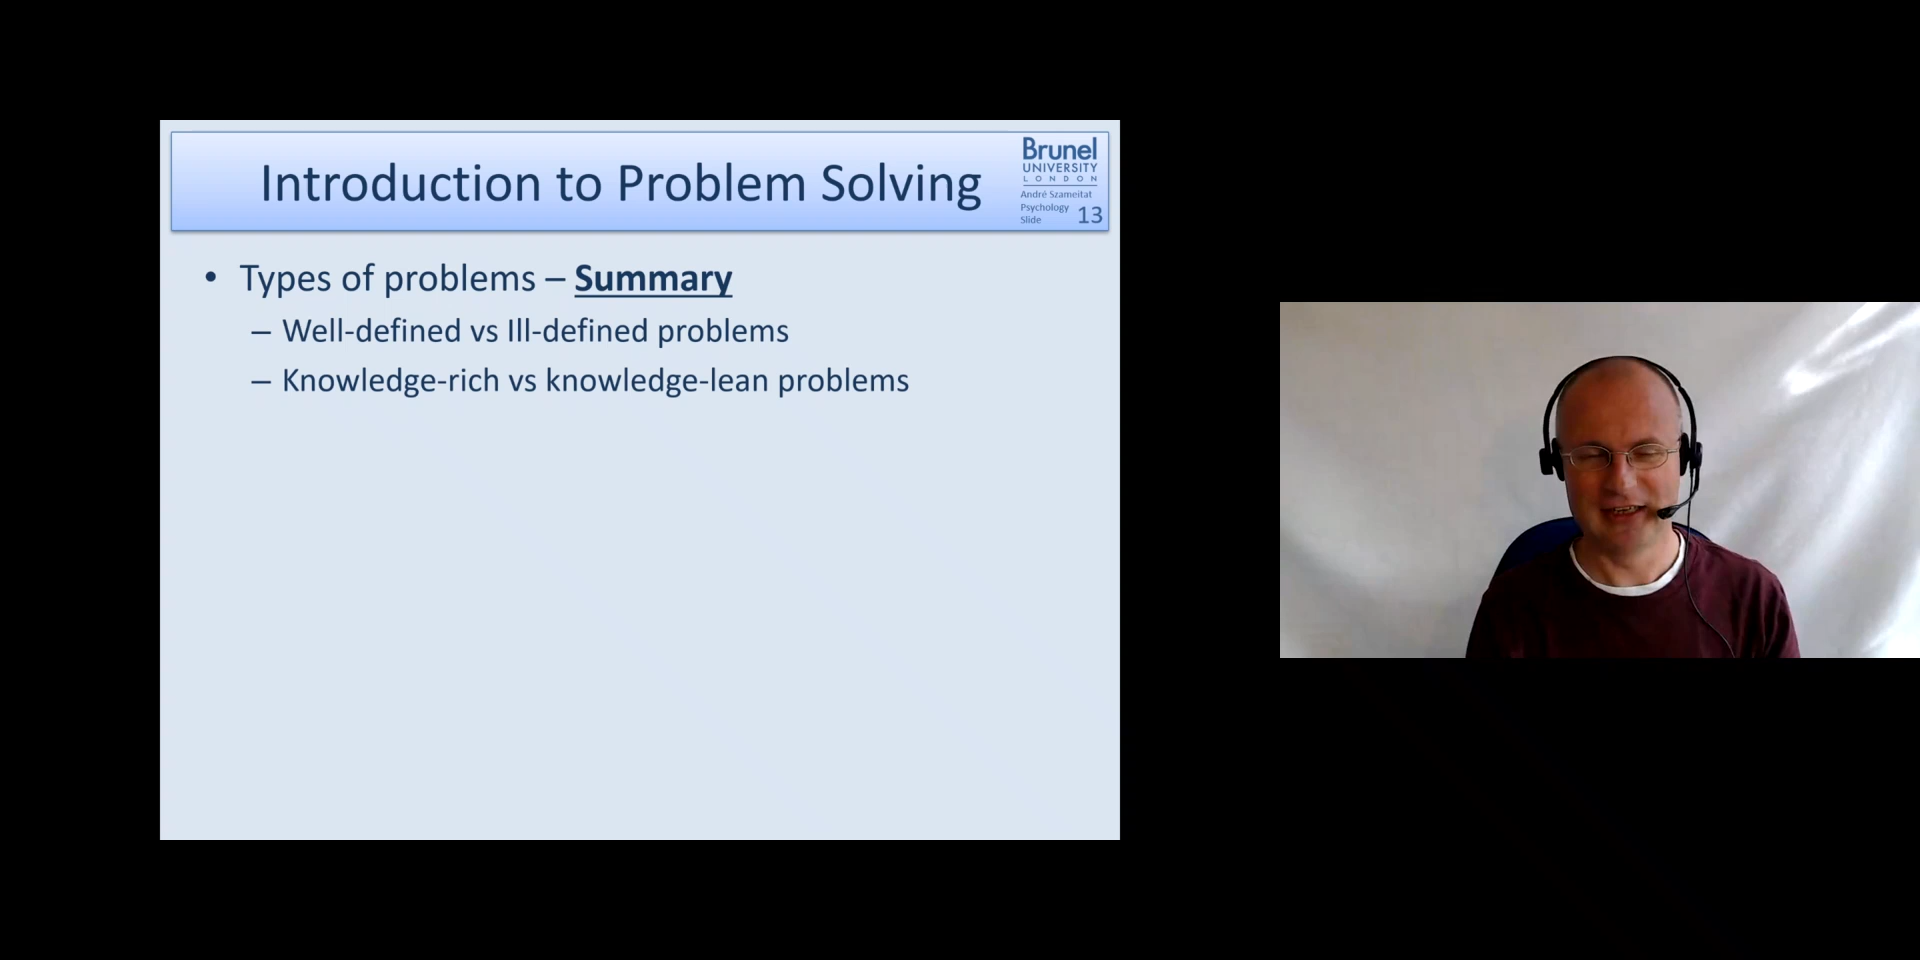 Introduction to Problem Solving
Brunel
UNIVERSITY
LONDON
André Szameitat
Psychology
Slide 13
• Types of problems – Summary
– Well-defined vs Ill-defined problems
– Knowledge-rich vs knowledge-lean problems